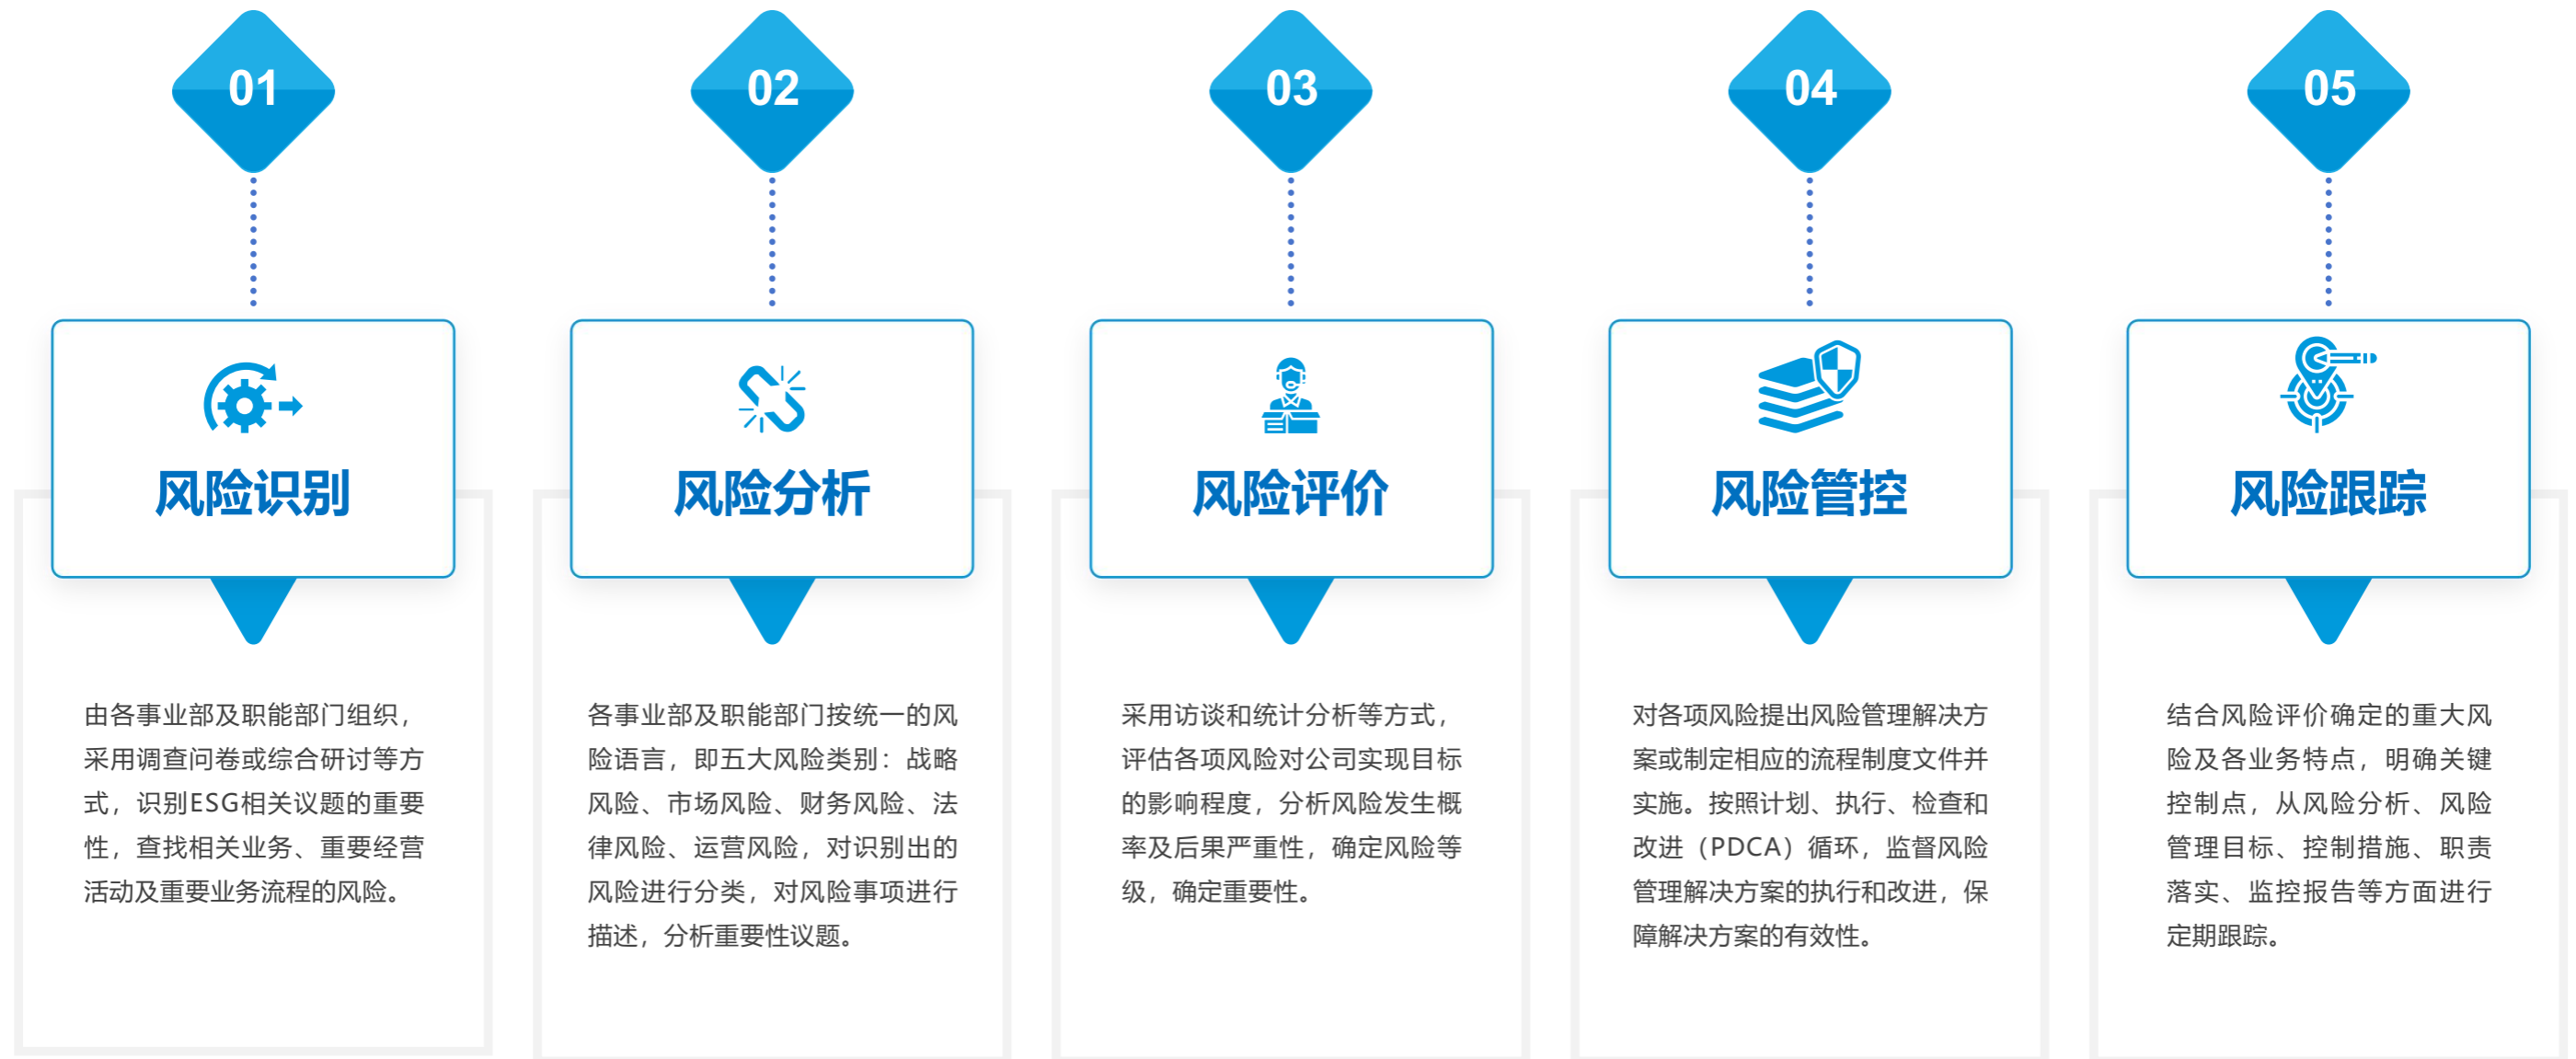 01
风险识别
由各事业部及职能部门组织，
采用调查问卷或综合研讨等方
式，识别ESG相关议题的重要
性，查找相关业务、重要经营
活动及重要业务流程的风险。
02
风险分析
各事业部及职能部门按统一的风
险语言，即五大风险类别：战略
风险、市场风险、财务风险、法
律风险、运营风险，对识别出的
风险进行分类，对风险事项进行
描述，分析重要性议题。
03
风险评价
采用访谈和统计分析等方式，
评估各项风险对公司实现目标
的影响程度，分析风险发生概
率及后果严重性，确定风险等
级，确定重要性。
04
风险管控
对各项风险提出风险管理解决方
案或制定相应的流程制度文件并
实施。按照计划、执行、检查和
改进（PDCA）循环，监督风险
管理解决方案的执行和改进，保
障解决方案的有效性。
05
风险跟踪
结合风险评价确定的重大风
险及各业务特点，明确关键
控制点，从风险分析、风险
管理目标、控制措施、职责
落实、监控报告等方面进行
定期跟踪。